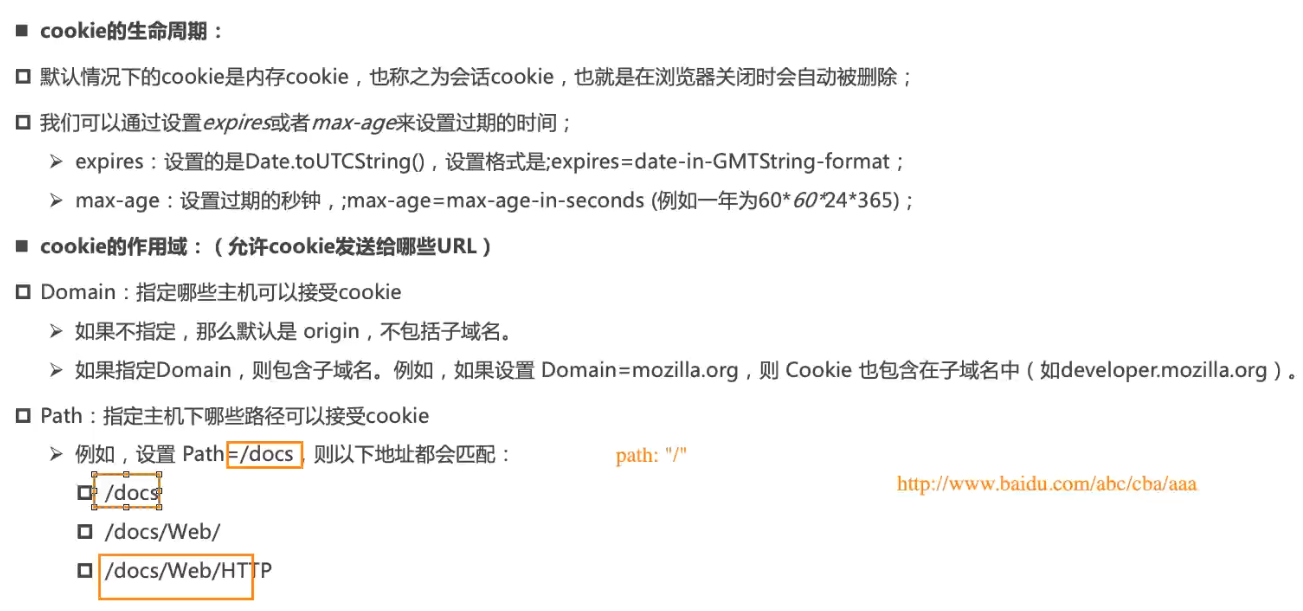 cookie的生命周期：
默认情况下的cookie是内存cookie，也称之为会话cookie，也就是在浏览器关闭时会自动被删除；
我们可以通过设置expires或者max-age来设置过期的时间；
expires：设置的是Date.toUTCString()，设置格式是;expires=date-in-GMTString-format；
max-age：设置过期的秒钟，;max-age=max-age-in-seconds (例如一年为60*60*24*365)；
cookie的作用域：（允许cookie发送给哪些URL）
Domain：指定哪些主机可以接受cookie
如果不指定，那么默认是 origin，不包括子域名。
如果指定Domain，则包含子域名。例如，如果设置 Domain=mozilla.org，则 Cookie 也包含在子域名中（如developer.mozilla.org）。
Path：指定主机下哪些路径可以接受cookie
例如，设置 Path=/docs，则以下地址都会匹配：
path: "/"
/docs
http://www.baidu.com/abc/cba/aaa
/docs/Web/
/docs/Web/HTTP